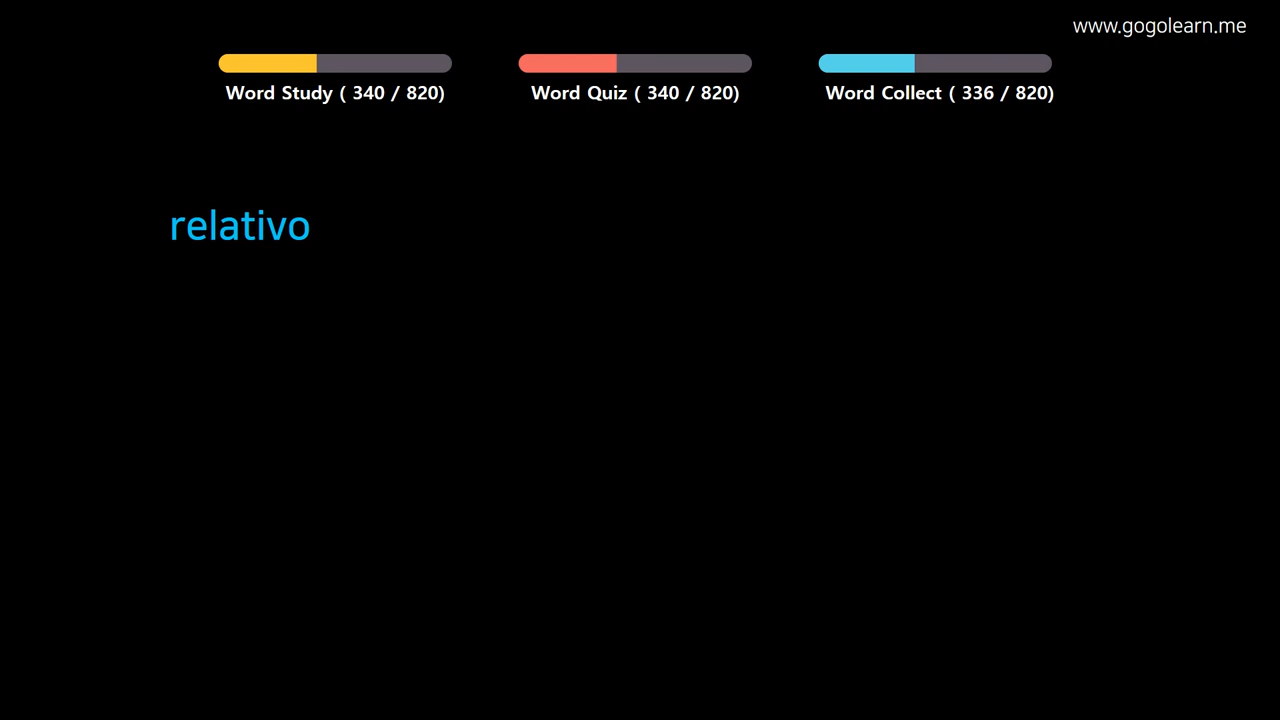 www.gogolearn.me
Word Study ( 340 / 820)
Word Quiz ( 340 / 820)
Word Collect ( 336 / 820)
relativo